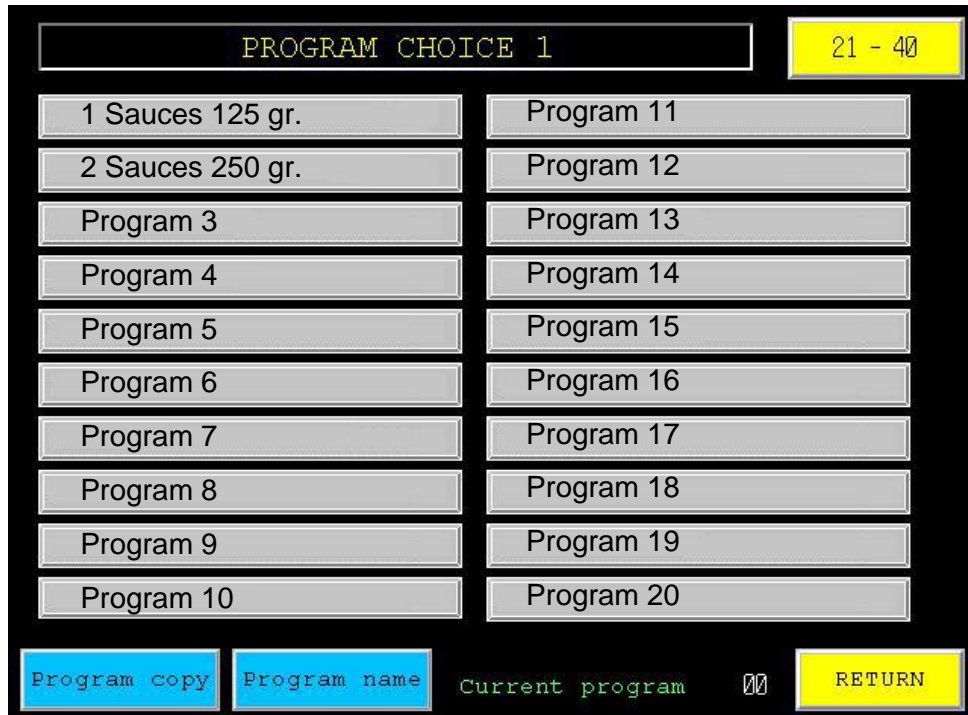 PROGRAM CHOICE 1
21 - 40
1 Sauces 125 gr.
2 Sauces 250 gr.
Program 3
Program 4
Program 5
Program 6
Program 7
Program 8
Program 9
Program 10
Program 11
Program 12
Program 13
Program 14
Program 15
Program 16
Program 17
Program 18
Program 19
Program 20
Program copy
Program name
Current program 00
RETURN